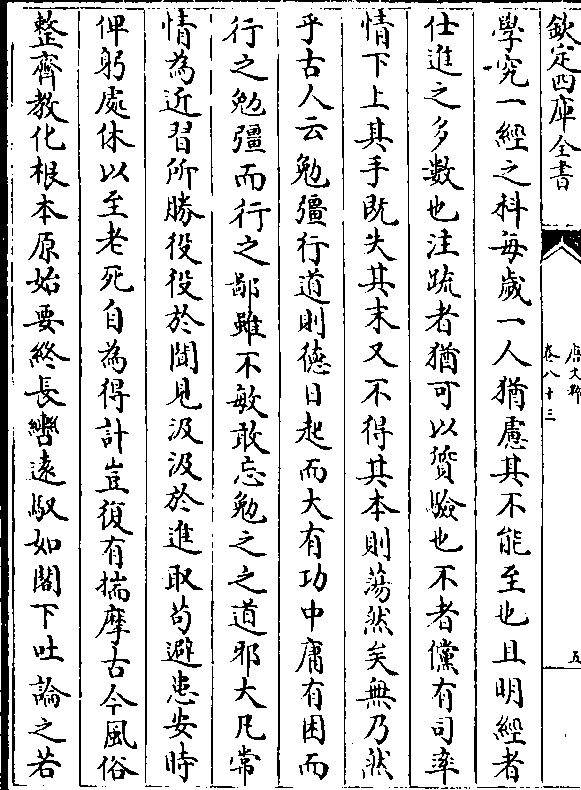 欽定四庫全書
唐文粹
卷八十三
五
學究一經之科每歲一人猶慮其不能至也且明經者
仕進之多數也注疏者猶可以質驗也不者儻有司率
情下上其手既失其末又不得其本則蕩然矣無乃然
乎古人云勉彊行道則德日起而大有功中庸有困而
行之勉彊而行之鄙雖不敏敢忘勉之之道邪大凡常
情為近習所勝役役於聞見汲汲於進取茍避患安時
俾躬處休以至老死自為得計豈復有揣摩古今風俗
整齊教化根本原始要終長轡遠馭如閣下吐論之若